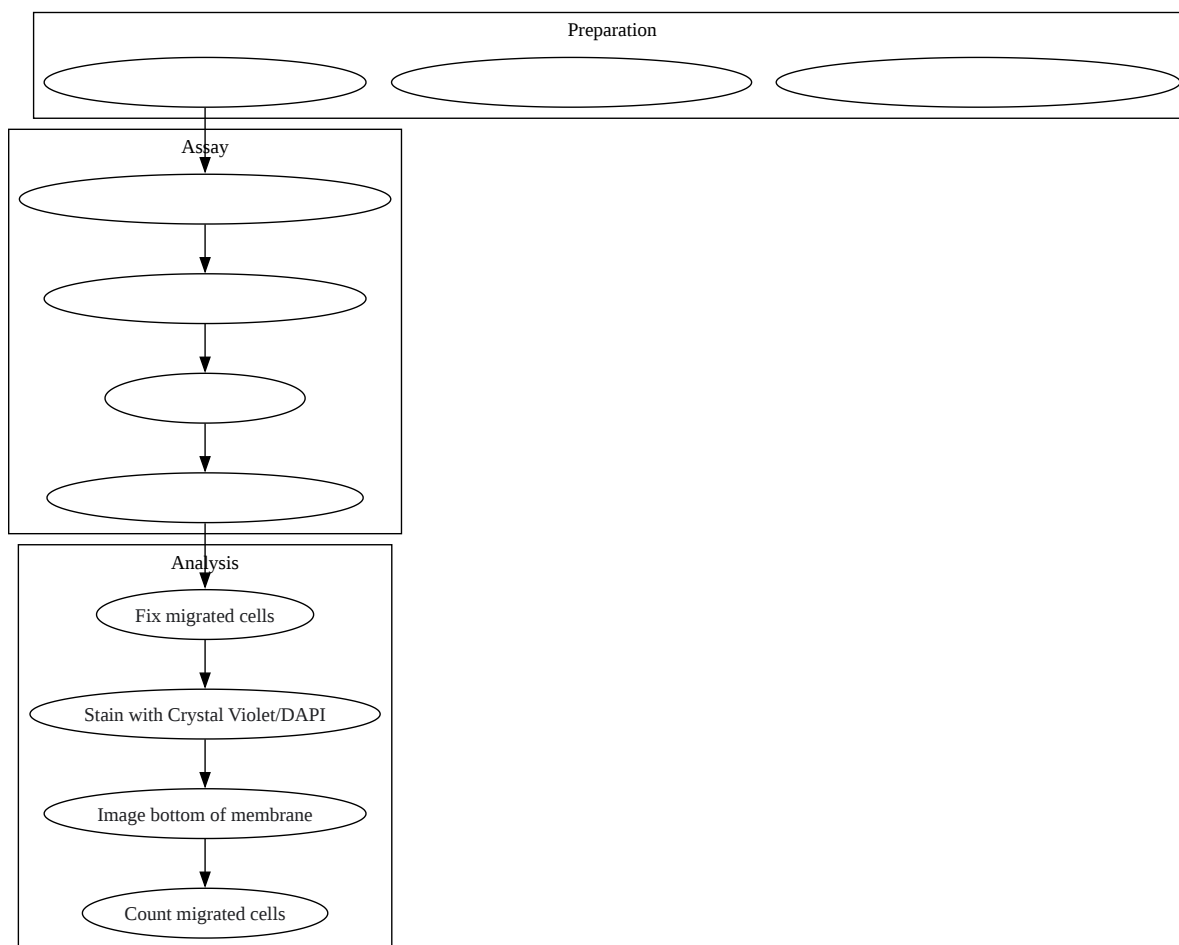 Preparation
Assay
Analysis
Fix migrated cells
Stain with Crystal Violet/DAPI
Image bottom of membrane
Count migrated cells